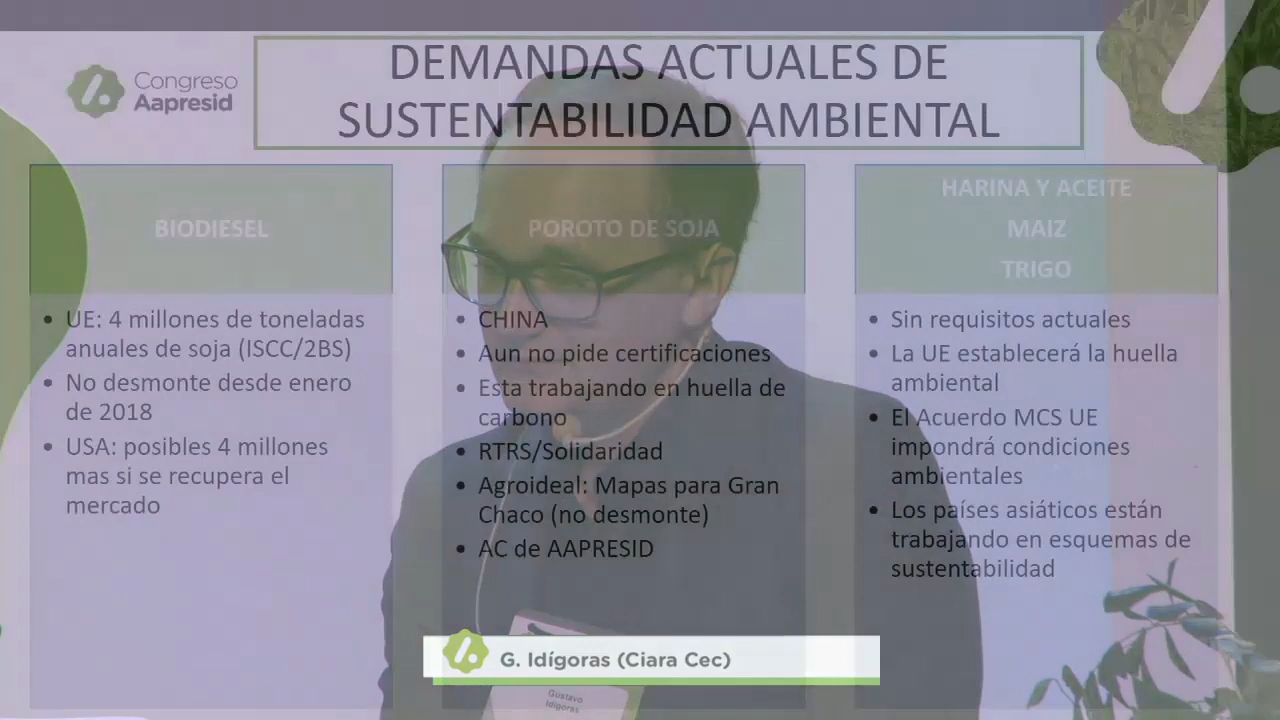 Congreso
Aapresid
DEMANDAS ACTUALES DE
SUSTENTABILIDAD AMBIENTAL
BIODIESEL
• UE: 4 millones de toneladas
anuales de soja (ISCC/2BS)
• No desmonte desde enero
de 2018
• USA: posibles 4 millones
mas si se recupera el
mercado
POROTO DE SOJA
• CHINA
• Aun no pide certificaciones
• Esta trabajando en huella de
carbono
• RTRS/Solidaridad
• Agroideal: Mapas para Gran
Chaco (no desmonte)
• AC de AAPRESID
HARINA Y ACEITE
MAIZ
TRIGO
• Sin requisitos actuales
• La UE establecerá la huella
ambiental
• El Acuerdo MCS UE
impondrá condiciones
ambientales
• Los países asiáticos están
trabajando en esquemas de
sustentabilidad
G. Idígoras (Ciara Cec)
Gustavo
Idígoras